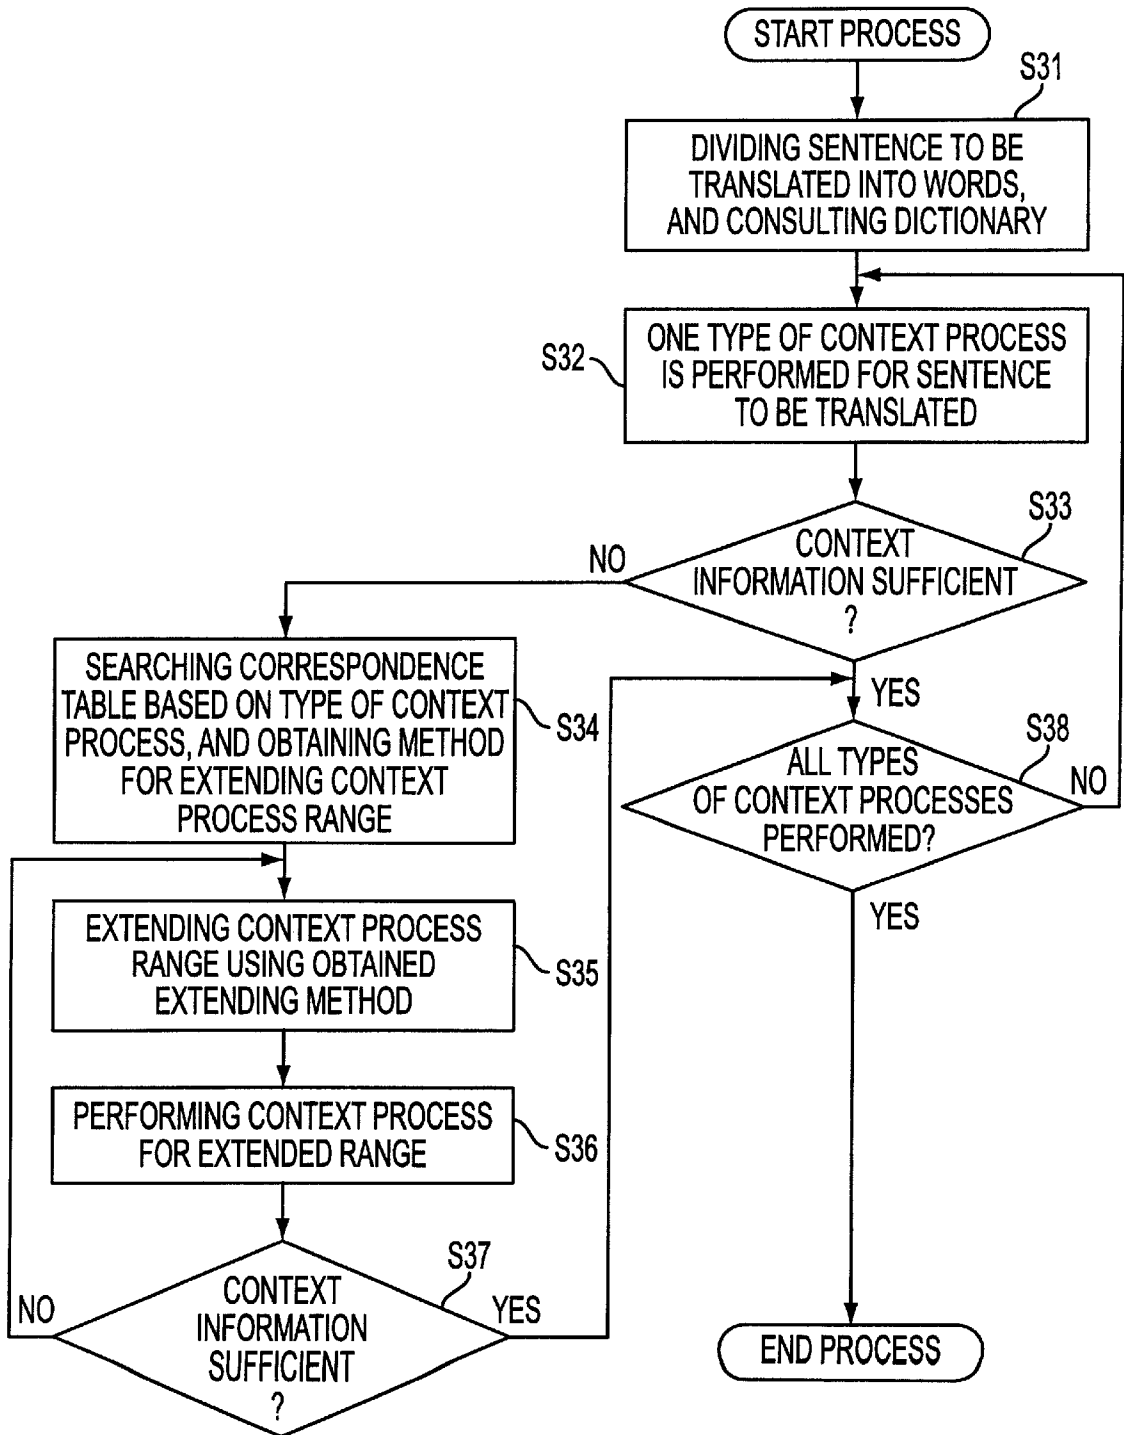 START PROCESS
S31
DIVIDING SENTENCE TO BE
TRANSLATED INTO WORDS,
AND CONSULTING DICTIONARY
S32
ONE TYPE OF CONTEXT PROCESS
IS PERFORMED FOR SENTENCE
TO BE TRANSLATED
S33
NO
CONTEXT
INFORMATION SUFFICIENT
?
YES
SEARCHING CORRESPONDENCE
TABLE BASED ON TYPE OF CONTEXT
PROCESS, AND OBTAINING METHOD
FOR EXTENDING CONTEXT
PROCESS RANGE
S34
S38
ALL TYPES
OF CONTEXT PROCESSES
PERFORMED?
NO
YES
EXTENDING CONTEXT PROCESS
RANGE USING OBTAINED
EXTENDING METHOD
S35
PERFORMING CONTEXT PROCESS
FOR EXTENDED RANGE
S36
S37
NO
CONTEXT
INFORMATION
SUFFICIENT
?
YES
END PROCESS